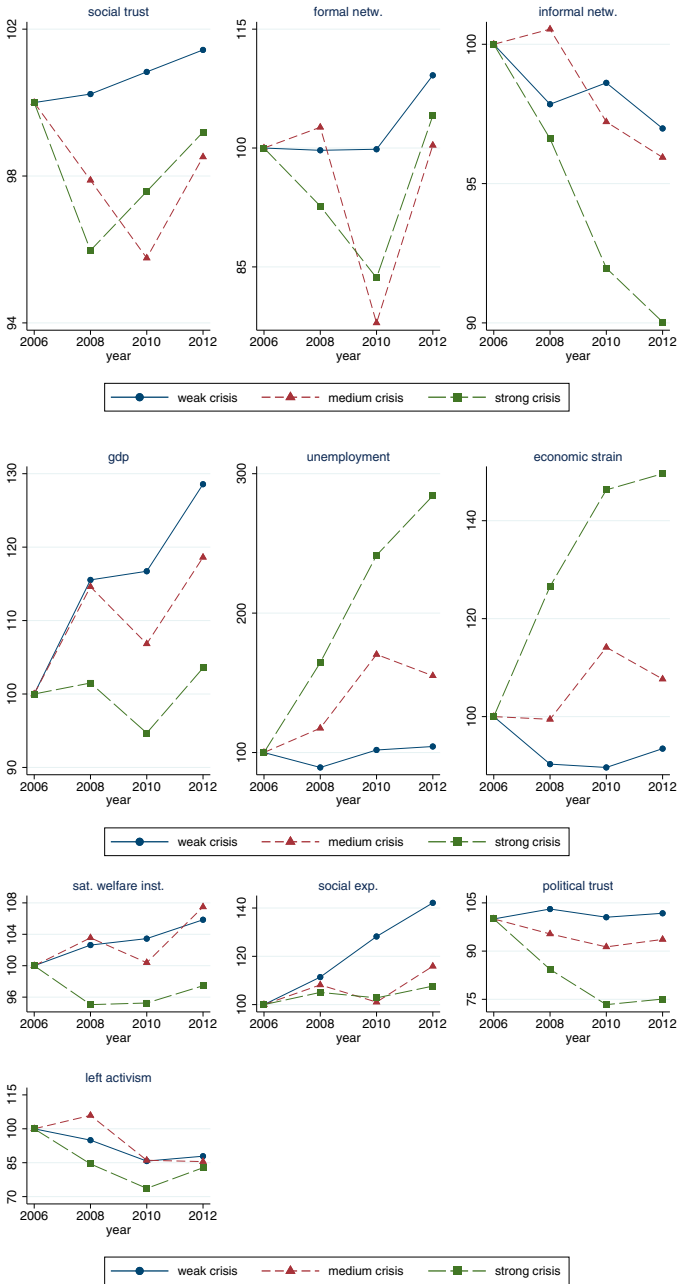 social trust
formal netw.
informal netw.
102
98
94
2006 2008 2010 2012
year
115
100
85
2006 2008 2010 2012
year
100
95
90
2006 2008 2010 2012
year
weak crisis medium crisis strong crisis
gdp
unemployment
economic strain
130
120
110
100
90
2006 2008 2010 2012
year
300
200
100
2006 2008 2010 2012
year
140
120
100
2006 2008 2010 2012
year
weak crisis medium crisis strong crisis
sat. welfare inst.
social exp.
political trust
108
104
100
96
2006 2008 2010 2012
year
140
120
100
2006 2008 2010 2012
year
105
90
75
2006 2008 2010 2012
year
left activism
115
100
85
70
2006 2008 2010 2012
year
weak crisis medium crisis strong crisis